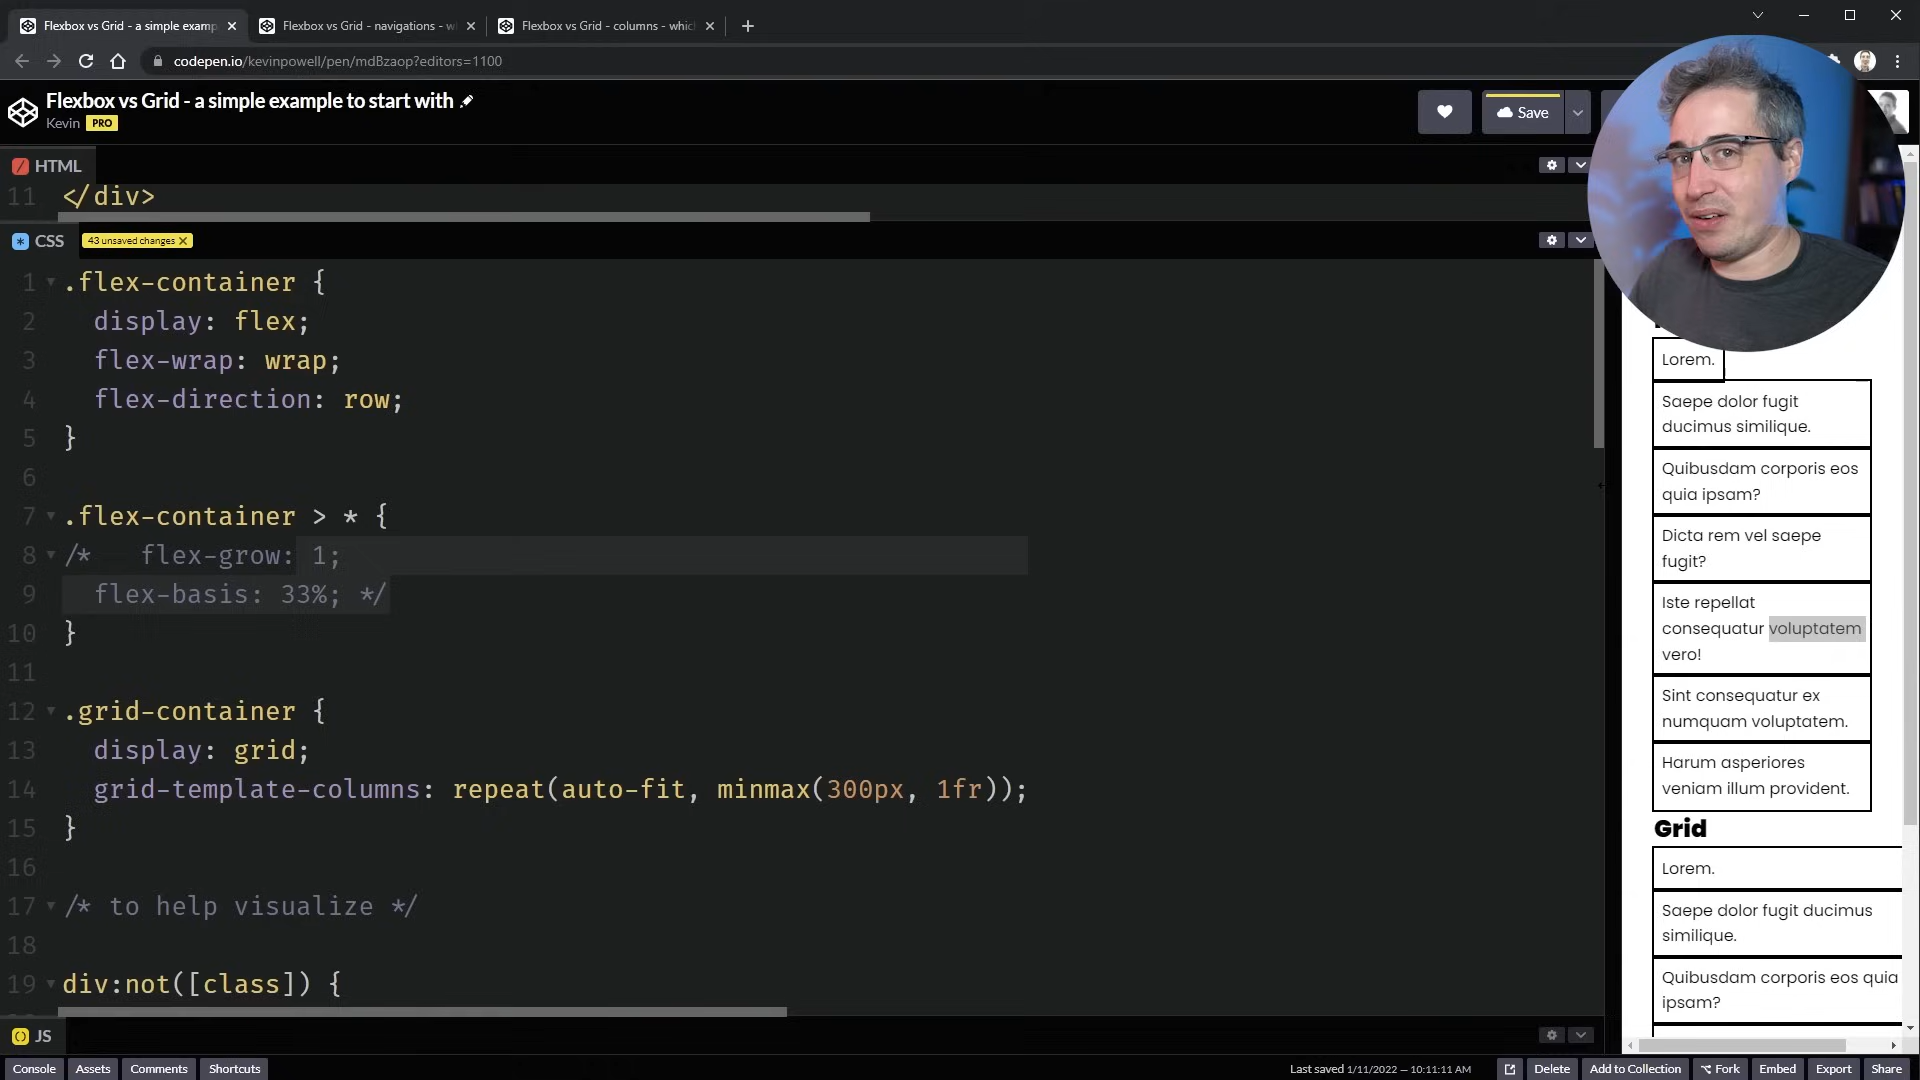 Flexbox vs Grid - a simple examp
Flexbox vs Grid - navigations - w
Flexbox vs Grid - columns - whic
codepen.io/kevinpowell/pen/mdBzaop?editors=1100
Flexbox vs Grid - a simple example to start with
Kevin PRO
Save
HTML
11 </div>
CSS 43 unsaved changes
1 .flex-container {
2 display: flex;
3 flex-wrap: wrap;
4 flex-direction: row;
5 }
6
7 .flex-container > * {
8 /* flex-grow: 1;
9 flex-basis: 33%; */
10 }
11
12 .grid-container {
13 display: grid;
14 grid-template-columns: repeat(auto-fit, minmax(300px, 1fr));
15 }
16
17 /* to help visualize */
18
19 div:not([class]) {
JS
Lorem.
Saepe dolor fugit
ducimus similique.
Quibusdam corporis eos
quia ipsam?
Dicta rem vel saepe
fugit?
Iste repellat
consequatur voluptatem
vero!
Sint consequatur ex
numquam voluptatem.
Harum asperiores
veniam illum provident.
Grid
Lorem.
Saepe dolor fugit ducimus
similique.
Quibusdam corporis eos quia
ipsam?
Console Assets Comments Shortcuts
Last saved 1/11/2022 — 10:11:11 AM
Delete Add to Collection Fork Embed Export Share